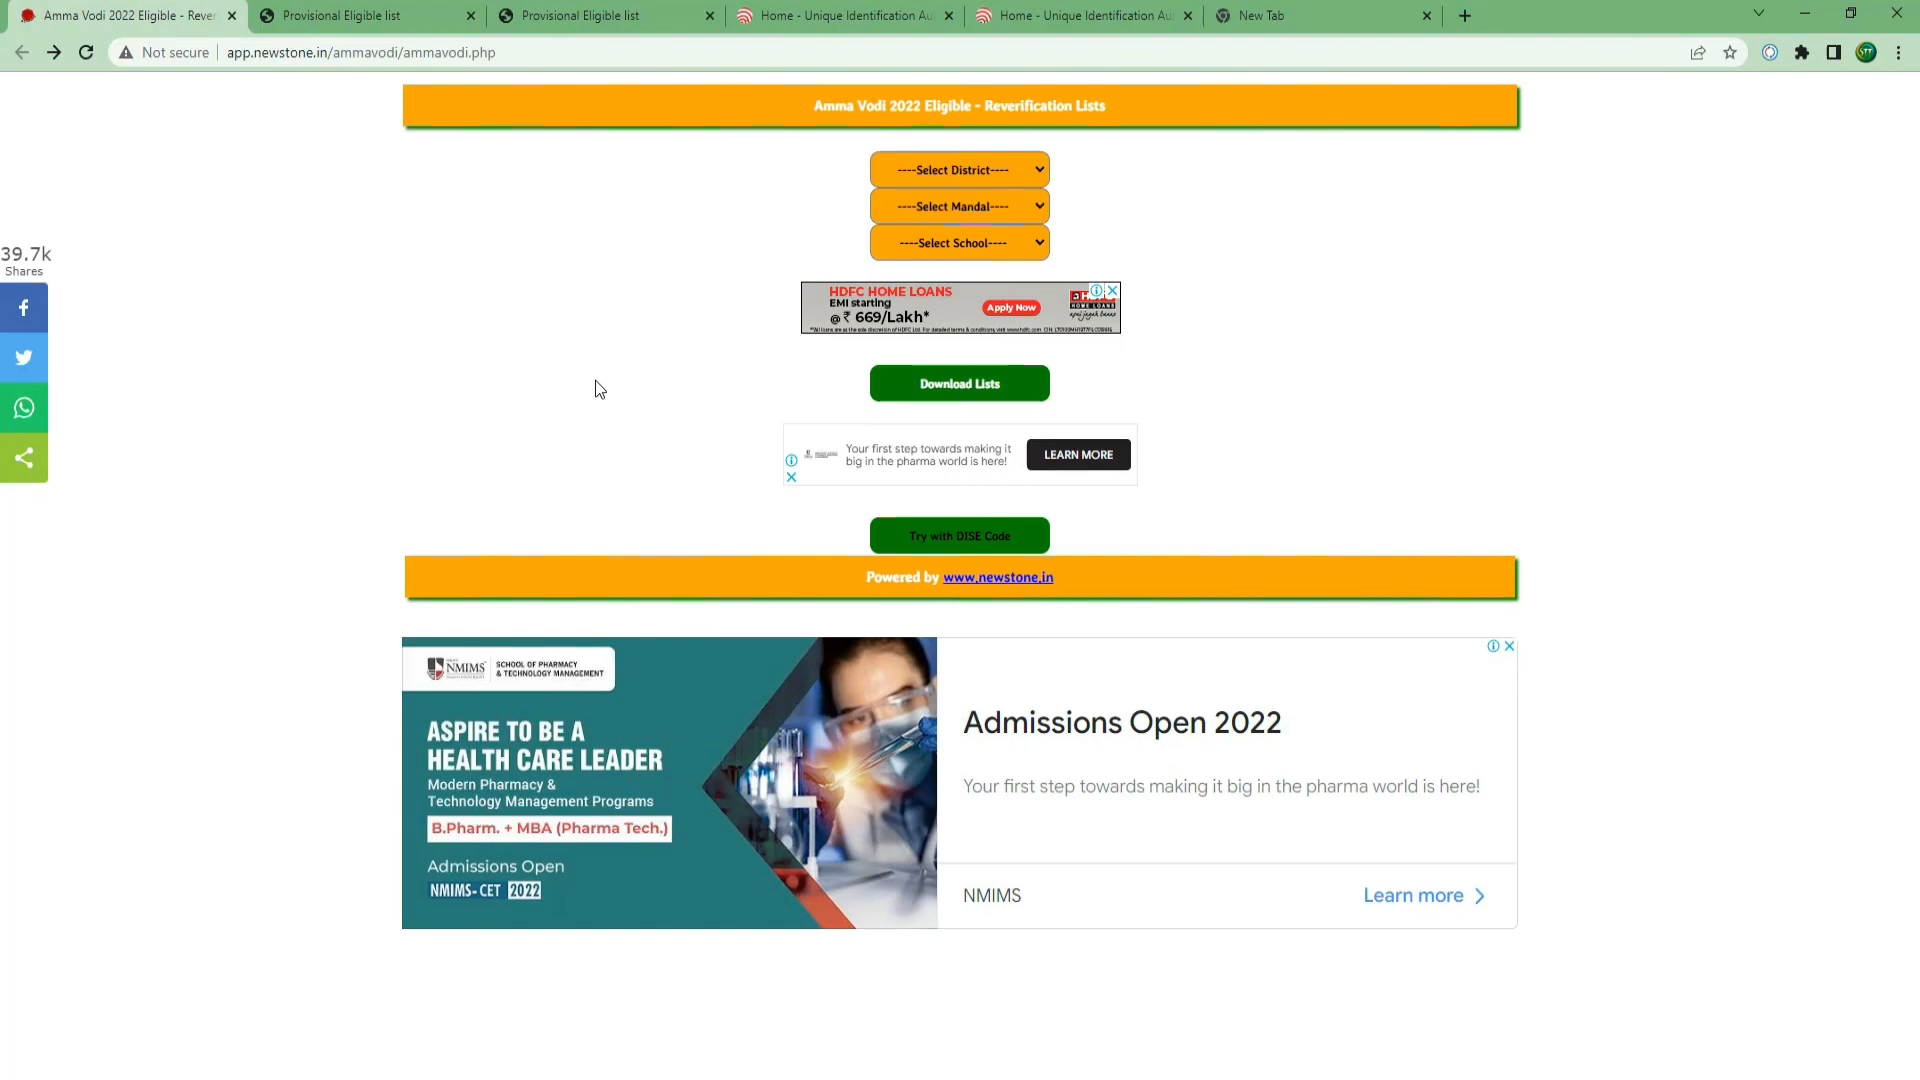 Amma Vodi 2022 Eligible - Rever
Provisional Eligible list
Provisional Eligible list
Home - Unique Identification Au
Home - Unique Identification Au
New Tab
Not secure
app.newstone.in/ammavodi/ammavodi.php
Amma Vodi 2022 Eligible - Reverification Lists
----Select District----
----Select Mandal----
----Select School----
39.7k
Shares
HDFC HOME LOANS
EMI starting
@ ₹ 669/Lakh*
Apply Now
HOME LOANS
Download Lists
Your first step towards making it
big in the pharma world is here!
LEARN MORE
Try with DISE Code
Powered by www.newstone.in
NMIMS
SCHOOL OF PHARMACY
& TECHNOLOGY MANAGEMENT
ASPIRE TO BE A
HEALTH CARE LEADER
Modern Pharmacy &
Technology Management Programs
B.Pharm. + MBA (Pharma Tech.)
Admissions Open
NMIMS-CET 2022
Admissions Open 2022
Your first step towards making it big in the pharma world is here!
NMIMS
Learn more